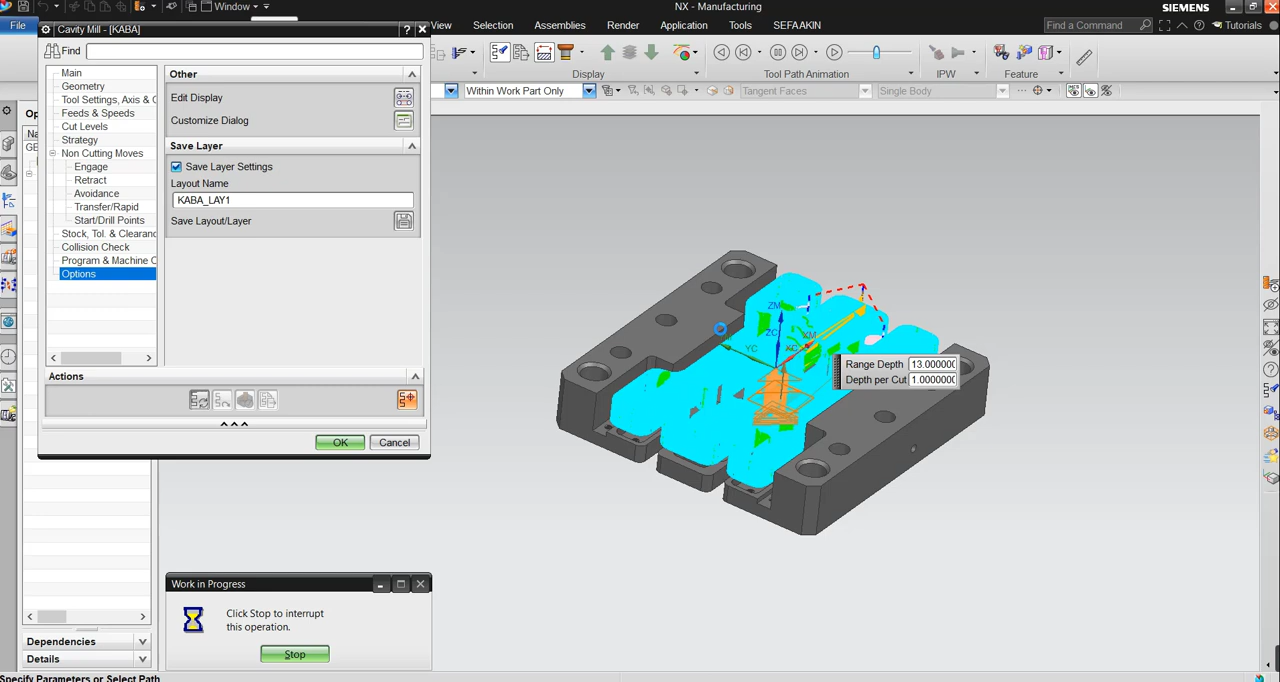 Window
NX - Manufacturing
SIEMENS
File
Cavity Mill - [KABA]
View
Selection
Assemblies
Render
Application
Tools
SEFAAKIN
Find a Command
Tutorials
Find
Main
Geometry
Tool Settings, Axis & C
Feeds & Speeds
Cut Levels
Strategy
Non Cutting Moves
Engage
Retract
Avoidance
Transfer/Rapid
Start/Drill Points
Stock, Tol. & Clearanc
Collision Check
Program & Machine C
Options
Other
Edit Display
Customize Dialog
Save Layer
Save Layer Settings
Layout Name
KABA_LAY1
Save Layout/Layer
Actions
OK
Cancel
Display
Tool Path Animation
IPW
Feature
Within Work Part Only
Tangent Faces
Single Body
Op
Na
GE
ZM
ZC
XM
YC
XC
Range Depth 13.000000
Depth per Cut 1.0000000
Work in Progress
Click Stop to interrupt
this operation.
Stop
Dependencies
Details
Specify Parameters or Select Path